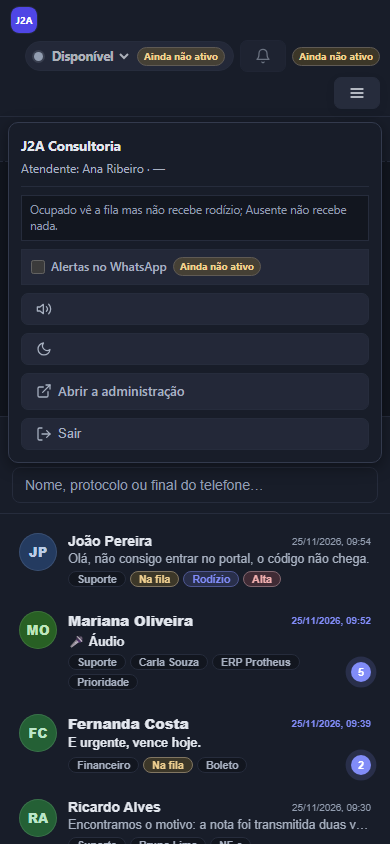 J2A
Disponível Ainda não ativo Ainda não ativo
J2A Consultoria
Atendente: Ana Ribeiro · —
Ocupado vê a fila mas não recebe rodízio; Ausente não recebe
nada.
Alertas no WhatsApp Ainda não ativo
Abrir a administração
Sair
Nome, protocolo ou final do telefone...
JP João Pereira 25/11/2026, 09:54
Olá, não consigo entrar no portal, o código não chega.
Suporte Na fila Rodízio Alta
MO Mariana Oliveira 25/11/2026, 09:52
Áudio
Suporte Carla Souza ERP Protheus
Prioridade 5
FC Fernanda Costa 25/11/2026, 09:39
E urgente, vence hoje.
Financeiro Na fila Boleto 2
RA Ricardo Alves 25/11/2026, 09:30
Encontramos o motivo: a nota foi transmitida duas v...